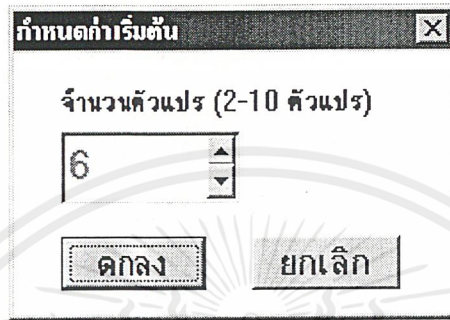 กำหนดค่าเริ่มต้น
จำนวนตัวแปร (2-10 ตัวแปร)
6
ตกลง ยกเลิก